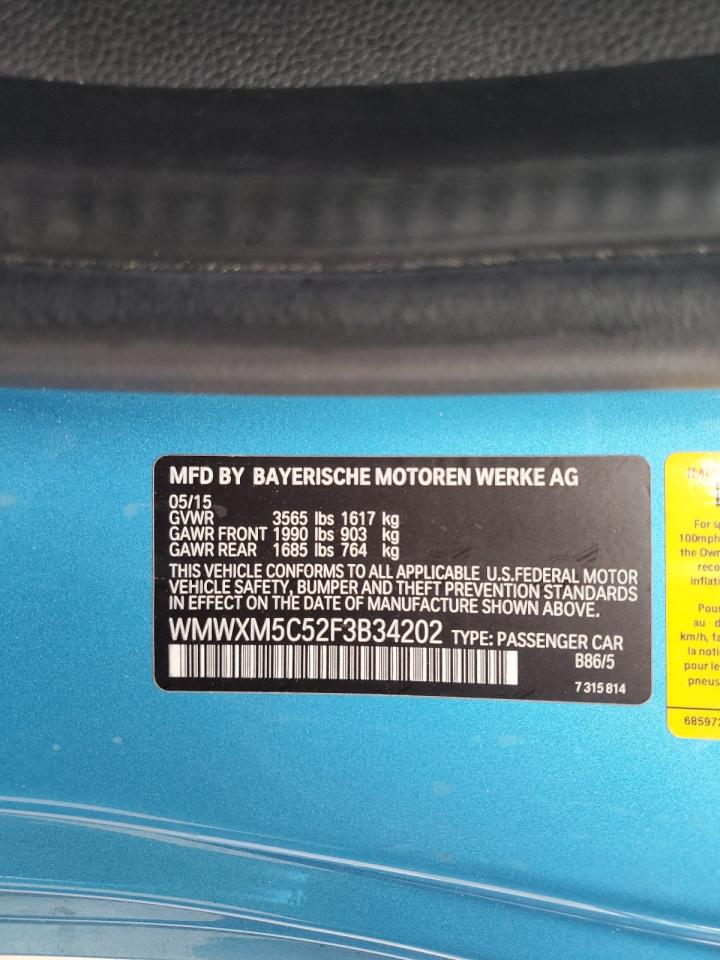 MFD BY BAYERISCHE MOTOREN WERKE AG
05/15
GVWR 3565 lbs 1617 kg
GAWR FRONT 1990 lbs 903 kg
GAWR REAR 1685 lbs 764 kg
THIS VEHICLE CONFORMS TO ALL APPLICABLE U.S.FEDERAL MOTOR
VEHICLE SAFETY, BUMPER AND THEFT PREVENTION STANDARDS
IN EFFECT ON THE DATE OF MANUFACTURE SHOWN ABOVE.
WMWXM5C52F3B34202 TYPE: PASSENGER CAR
B86/5
7 315 814
For
100mph
the Own
reco
inflati
Pou
au - d
km/h, fa
la noti
pour le
pneus
68597